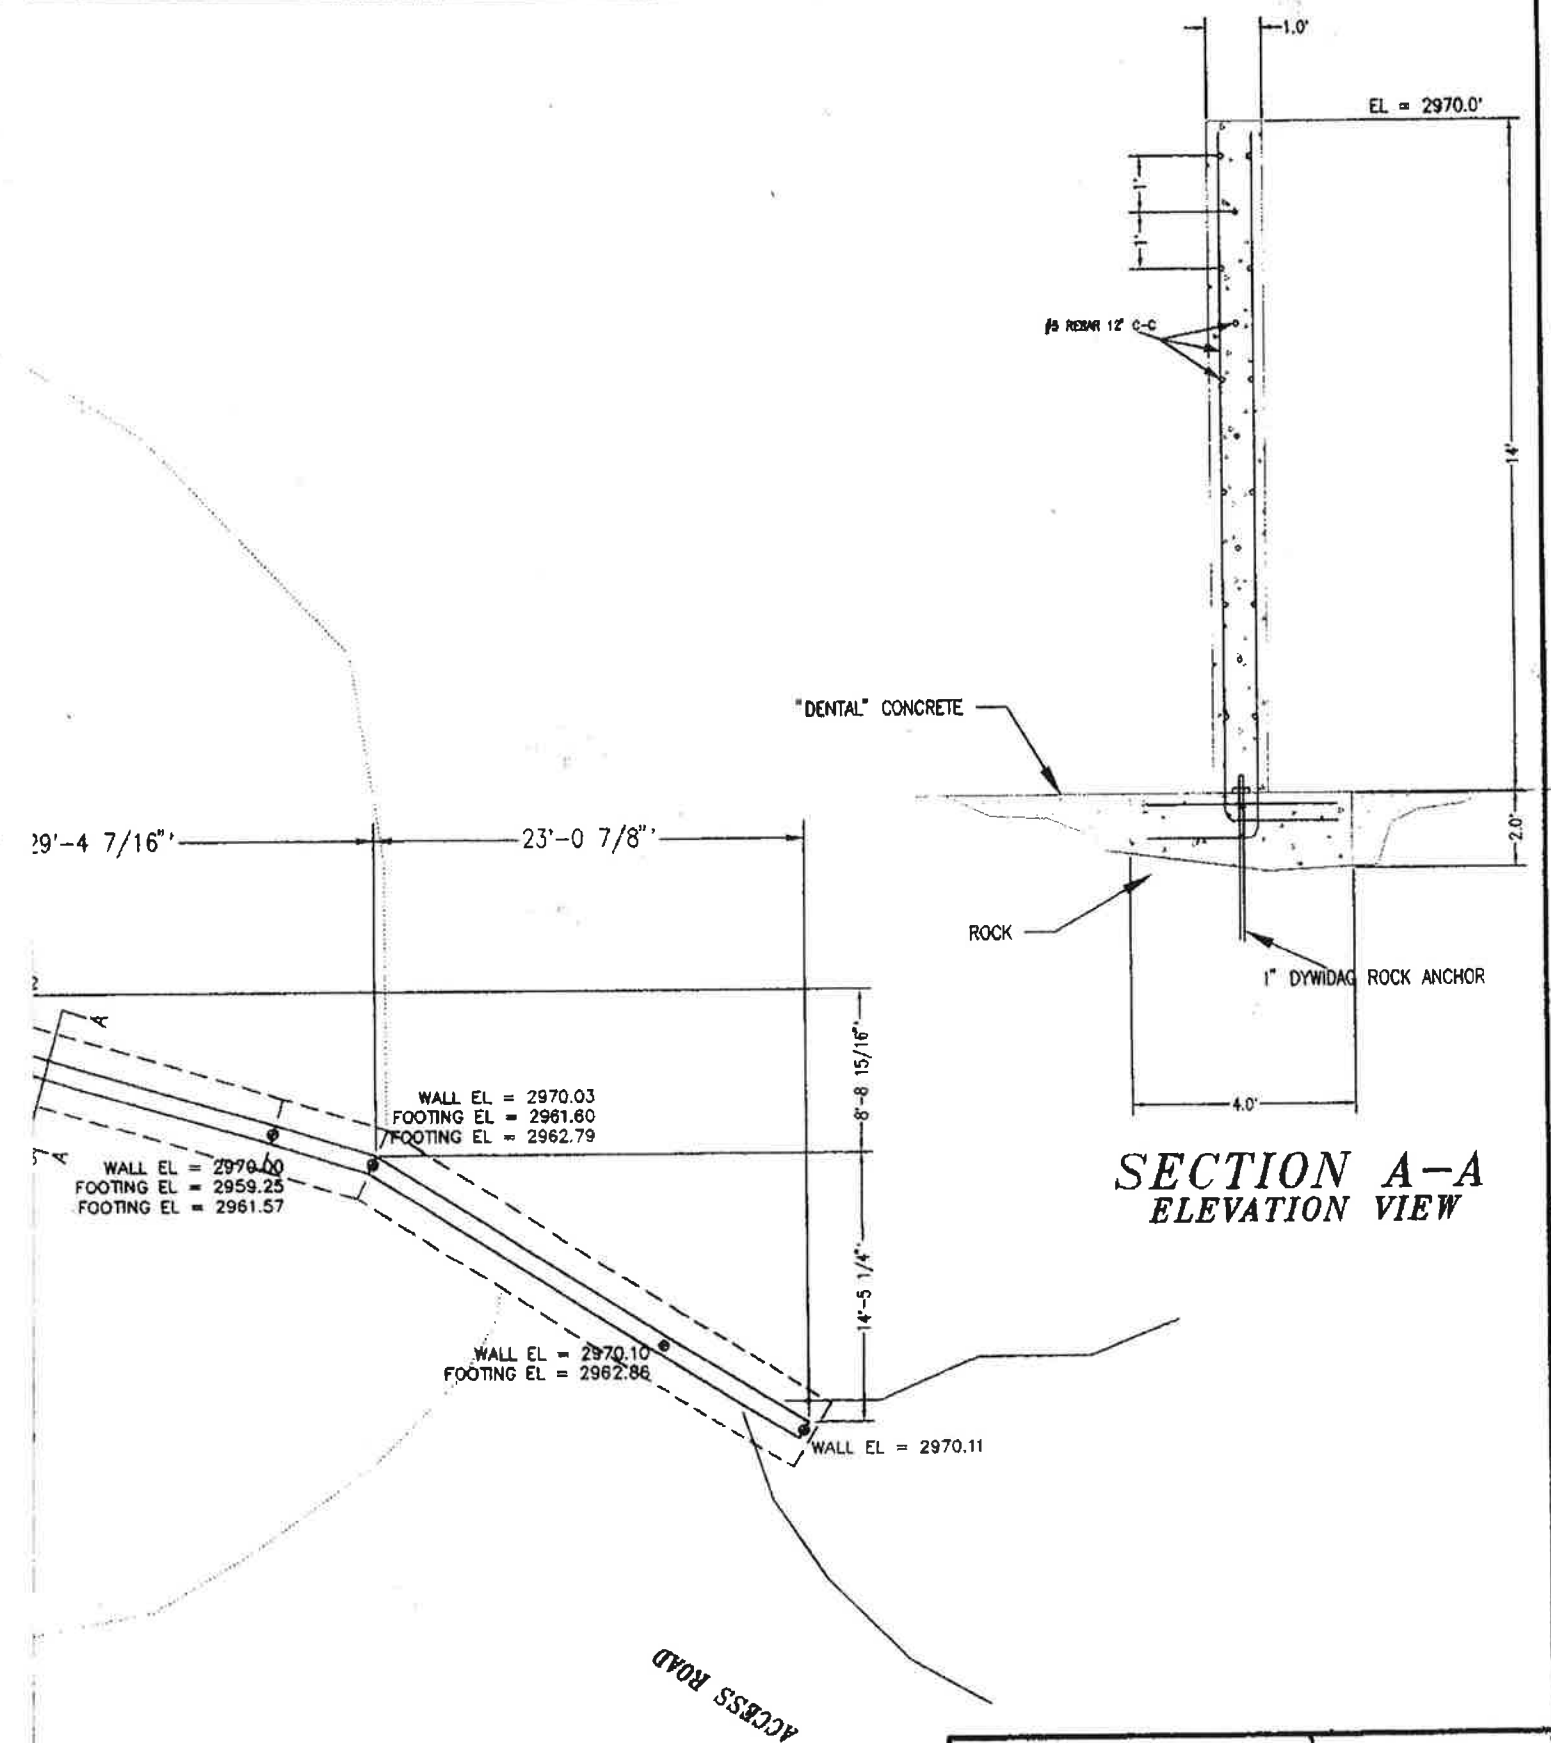 1.0'
EL = 2970.0'
1'
1'
#5 REBAR 12" C-C
14'
"DENTAL" CONCRETE
2.0'
ROCK
1" DYWIDAG ROCK ANCHOR
4.0'
SECTION A-A
ELEVATION VIEW
29'-4 7/16"'
23'-0 7/8"'
2
A
8'-8 15/16"'
WALL EL = 2970.03
FOOTING EL = 2961.60
FOOTING EL = 2962.79
A
WALL EL = 2970.00
FOOTING EL = 2959.25
FOOTING EL = 2961.57
14'-5 1/4"'
WALL EL = 2970.10
FOOTING EL = 2962.86
WALL EL = 2970.11
ACCESS ROAD